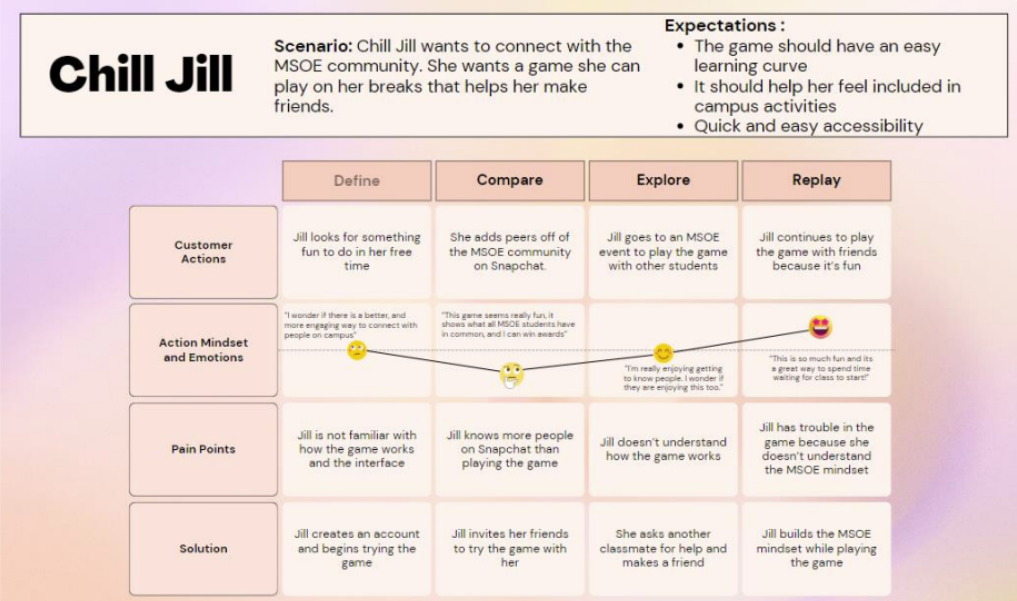 Chill Jill
Scenario: Chill Jill wants to connect with the
MSOE community. She wants a game she can
play on her breaks that helps her make
friends.
Expectations :
• The game should have an easy
learning curve
• It should help her feel included in
campus activities
• Quick and easy accessibility
Define
Compare
Explore
Replay
Customer
Actions
Jill looks for something
fun to do in her free
time
She adds peers off of
the MSOE community
on Snapchat.
Jill goes to an MSOE
event to play the game
with other students
Jill continues to play
the game with friends
because it's fun
Action Mindset
and Emotions
"I wonder if there is a better, and
more engaging way to connect with
people on campus"
"This game seems really fun, it
shows what all MSOE students have
in common, and I can win awards"
"I'm really enjoying getting
to know people. I wonder if
they are enjoying this too."
"This is so much fun and its
a great way to spend time
waiting for class to start!"
Pain Points
Jill is not familiar with
how the game works
and the interface
Jill knows more people
on Snapchat than
playing the game
Jill doesn't understand
how the game works
Jill has trouble in the
game because she
doesn't understand
the MSOE mindset
Solution
Jill creates an account
and begins trying the
game
Jill invites her friends
to try the game with
her
She asks another
classmate for help and
makes a friend
Jill builds the MSOE
mindset while playing
the game